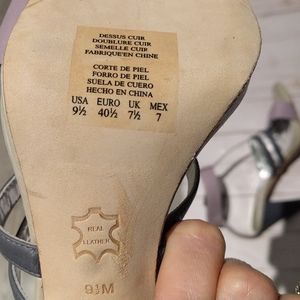 DESSUS CUIR
DOUBLURE CUIR
SEMELLE CUIR
FABRIQUE'EN CHINE
CORTE DE PIEL
FORRO DE PIEL
SUELA DE CUERO
HECHO EN CHINA
USA EURO UK MEX
9½ 40½ 7½ 7
REAL
LEATHER
9½M